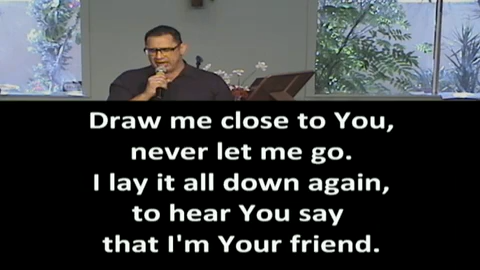 Draw me close to You,
never let me go.
I lay it all down again,
to hear You say
that I'm Your friend.